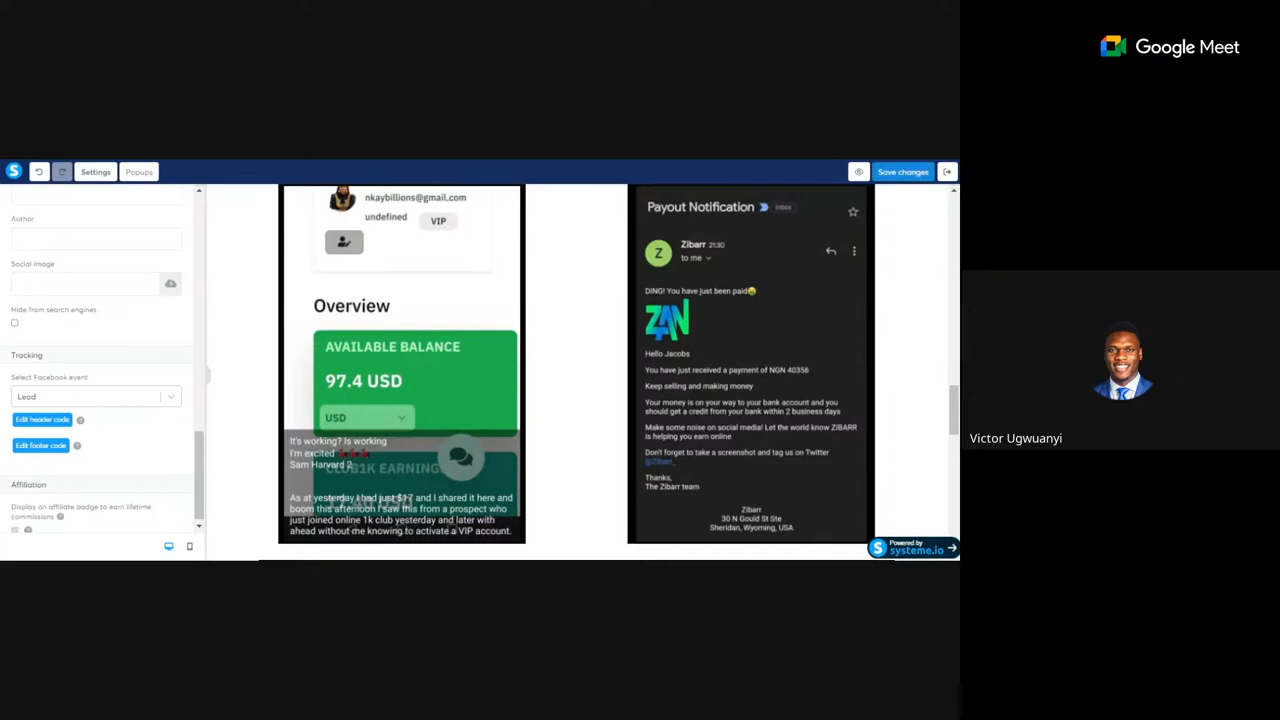 Google Meet
S
Settings
Popups
Save changes
Author
Social image
Hide from search engines
Tracking
Select Facebook event
Lead
Edit header code
?
Edit footer code
?
Affiliation
Display an affiliate badge to earn lifetime
commissions
?
nkaybillions@gmail.com
undefined
VIP
Overview
AVAILABLE BALANCE
97.4 USD
USD
CLUB1K EARNINGS
It's working? Is working
I'm excited
Sam Harvard 2
As at yesterday I had just $17 and I shared it here and
boom this afternoon I saw this from a prospect who
just joined online 1k club yesterday and later with
ahead without me knowing to activate a VIP account.
Payout Notification
Inbox
Z
Zibarr 21:30
to me
DING! You have just been paid😭
Hello Jacobs
You have just received a payment of NGN 40356
Keep selling and making money
Your money is on your way to your bank account and you
should get a credit from your bank within 2 business days
Make some noise on social media! Let the world know ZIBARR
is helping you earn online
Don't forget to take a screenshot and tag us on Twitter
@Zibarr_
Thanks,
The Zibarr team
Zibarr
30 N Gould St Ste
Sheridan, Wyoming, USA
S
Powered by
systeme.io
Victor Ugwuanyi